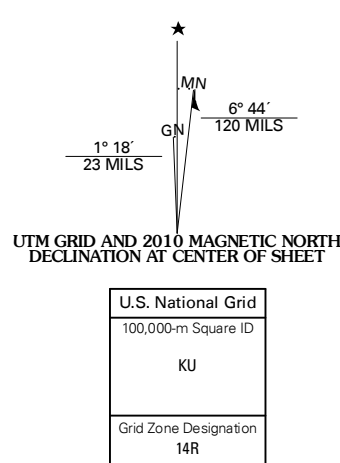 ★
MN
GN
6° 44´
120 MILS
1° 18´
23 MILS
UTM GRID AND 2010 MAGNETIC NORTH
DECLINATION AT CENTER OF SHEET
U.S. National Grid
100,000-m Square ID
KU
Grid Zone Designation
14R